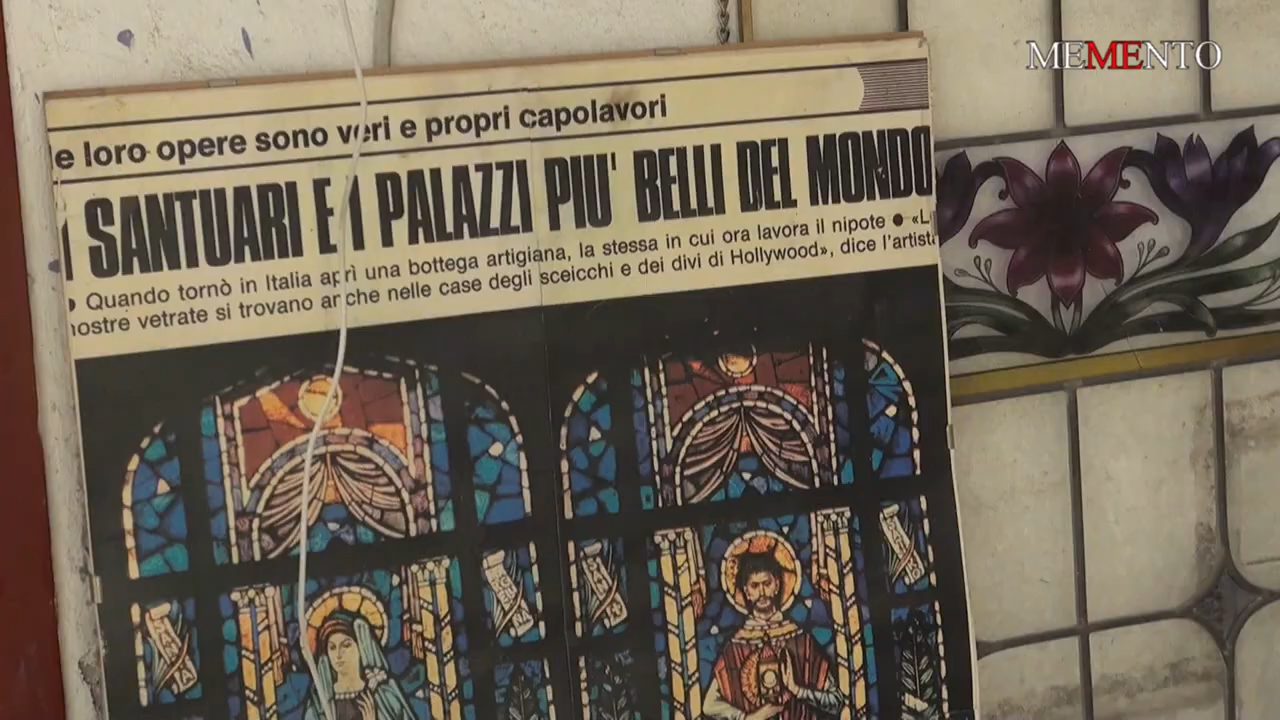 MEMENTO
e loro opere sono veri e propri capolavori
I SANTUARI E I PALAZZI PIU' BELLI DEL MONDO
● Quando tornò in Italia aprì una bottega artigiana, la stessa in cui ora lavora il nipote ● «L
nostre vetrate si trovano anche nelle case degli sceicchi e dei divi di Hollywood», dice l'artista